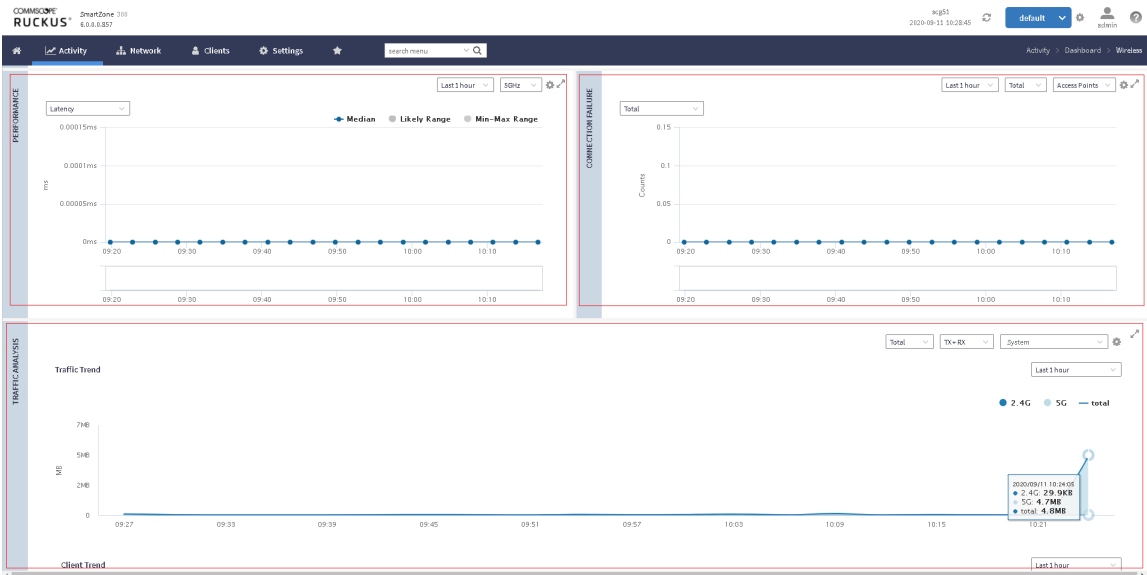 COMMSCOPE
RUCKUS®
SmartZone 300
6.0.0.0.857
scg51
2020-09-11 10:28:45
default
admin
Activity
Network
Clients
Settings
search menu
Activity > Dashboard > Wireless
PERFORMANCE
Last 1 hour
5GHz
Latency
Median
Likely Range
Min-Max Range
0.00015ms
0.0001ms
ms
0.00005ms
0ms
09:20 09:30 09:40 09:50 10:00 10:10
09:20 09:30 09:40 09:50 10:00 10:10
CONNECTION FAILURE
Last 1 hour
Total
Access Points
Total
0.15
0.1
Counts
0.05
0
09:20 09:30 09:40 09:50 10:00 10:10
09:20 09:30 09:40 09:50 10:00 10:10
TRAFFIC ANALYSIS
Total
TX+RX
System
Traffic Trend
Last 1 hour
2.4G 5G total
7MB
5MB
MB
2MB
0
2020/09/11 10:24:05
2.4G: 29.9KB
5G: 4.7MB
total: 4.8MB
09:27 09:33 09:39 09:45 09:51 09:57 10:03 10:09 10:15 10:21
Client Trend
Last 1 hour